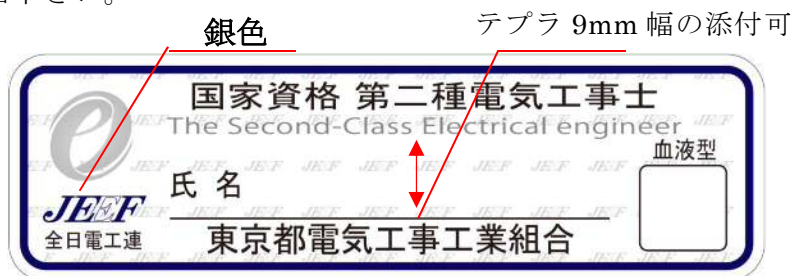 銀色
テプラ 9mm 幅の添付可
国家資格 第二種電気工事士
The Second-Class Electrical engineer
血液型
氏 名
JEEF
全日電工連
東京都電気工事工業組合